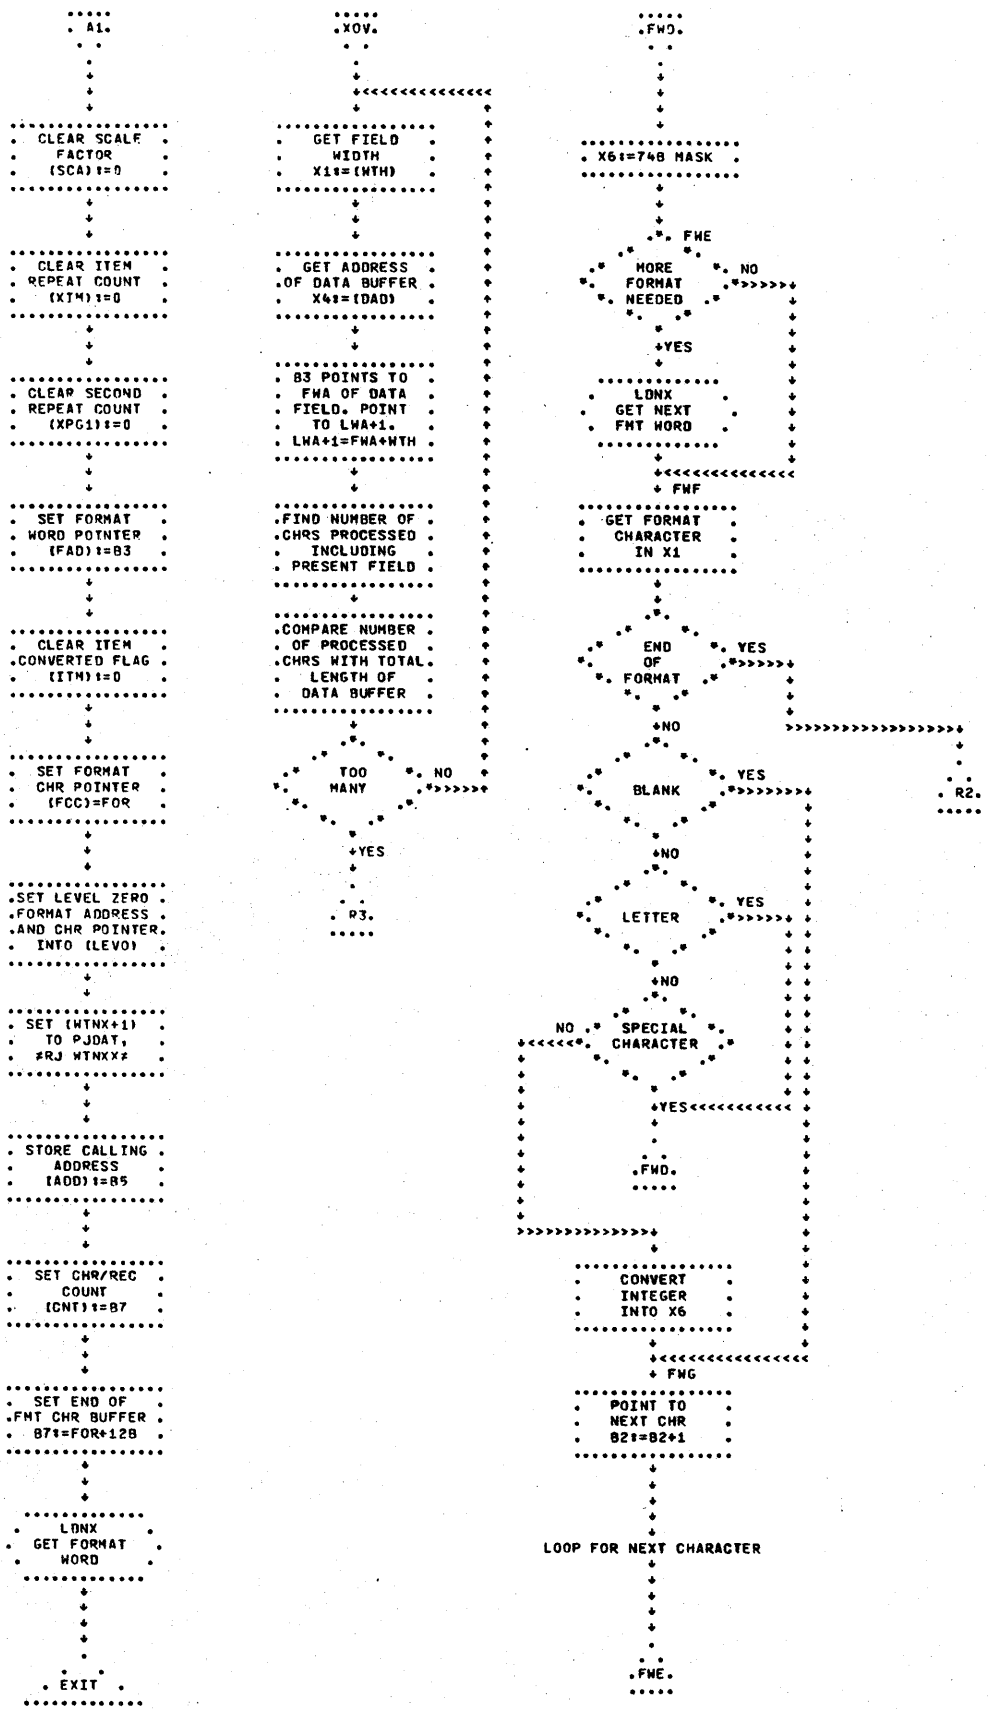 A1.
CLEAR SCALE
FACTOR
(SCA):=0
CLEAR ITEM
REPEAT COUNT
(XTM):=0
CLEAR SECOND
REPEAT COUNT
(XPG1):=0
SET FORMAT
WORD POINTER
(FAD):=B3
CLEAR ITEM
CONVERTED FLAG
(ITM):=0
SET FORMAT
CHR POINTER
(FCC)=FOR
SET LEVEL ZERO
FORMAT ADDRESS
AND CHR POINTER
INTO (LEVO)
SET (WTNX+1)
TO PJDAT,
≠RJ WTNXX≠
STORE CALLING
ADDRESS
(ADD):=B5
SET CHR/REC
COUNT
(CNT):=B7
SET END OF
FMT CHR BUFFER
B7:=FOR+12B
LDNX
GET FORMAT
WORD
EXIT
XOV.
GET FIELD
WIDTH
X1:=(WTH)
GET ADDRESS
OF DATA BUFFER
X4:=(DAD)
B3 POINTS TO
FWA OF DATA
FIELD. POINT
TO LWA+1.
LWA+1=FWA+WTH
FIND NUMBER OF
CHRS PROCESSED
INCLUDING
PRESENT FIELD
COMPARE NUMBER
OF PROCESSED
CHRS WITH TOTAL
LENGTH OF
DATA BUFFER
TOO
MANY
NO
YES
R3.
FWD.
X6:=74B MASK
FWE
MORE
FORMAT
NEEDED
NO
YES
LDNX
GET NEXT
FMT WORD
FWF
GET FORMAT
CHARACTER
IN X1
END
OF
FORMAT
YES
NO
R2.
BLANK
YES
NO
LETTER
YES
NO
SPECIAL
CHARACTER
NO
YES
FWD.
CONVERT
INTEGER
INTO X6
FWG
POINT TO
NEXT CHR
B2:=B2+1
LOOP FOR NEXT CHARACTER
FWE.